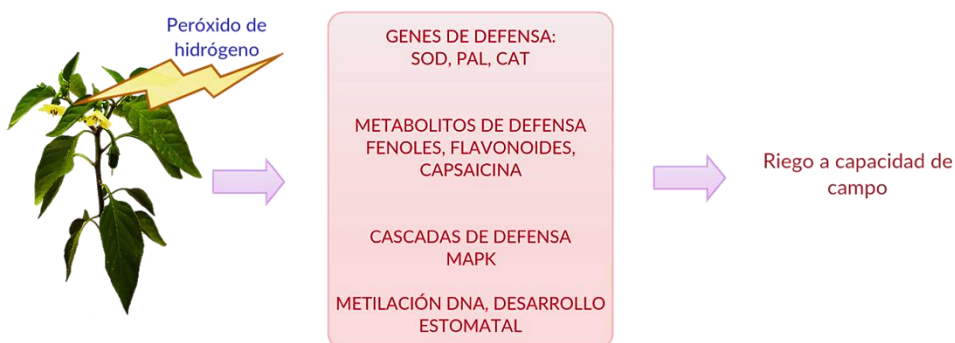 Peróxido de
hidrógeno
GENES DE DEFENSA:
SOD, PAL, CAT
METABOLITOS DE DEFENSA
FENOLES, FLAVONOIDES,
CAPSAICINA
CASCADAS DE DEFENSA
MAPK
METILACIÓN DNA, DESARROLLO
ESTOMATAL
Riego a capacidad de
campo